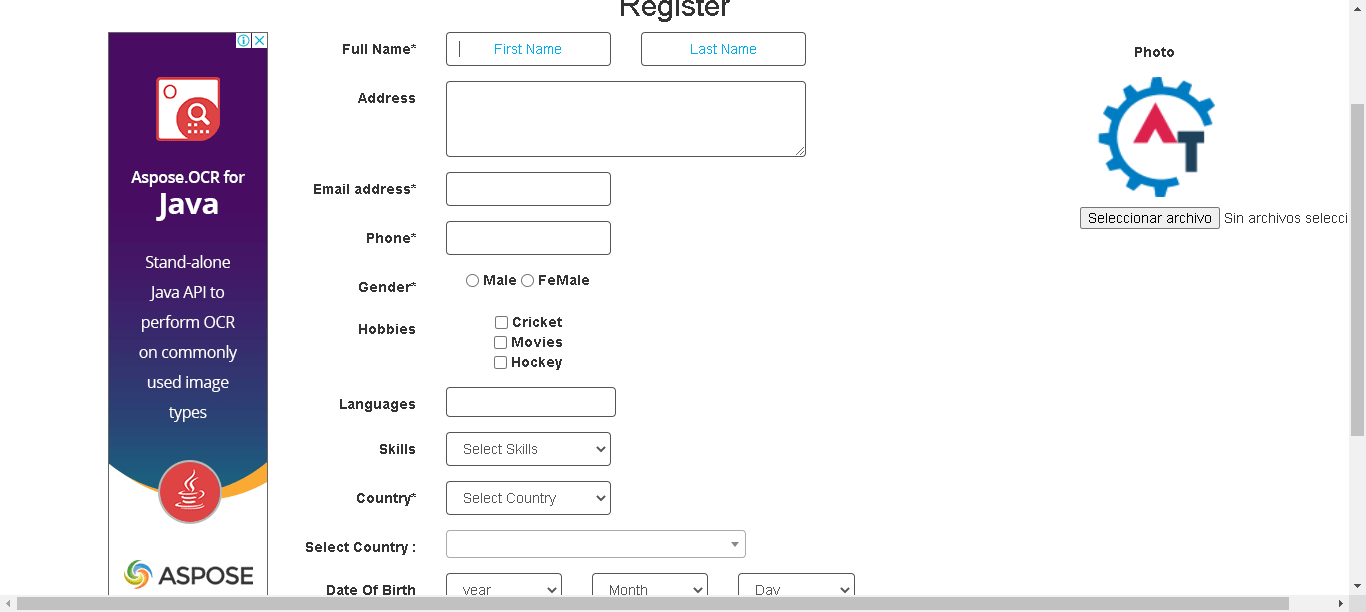 Register
Full Name*
First Name
Last Name
Photo
Address
Email address*
Phone*
Seleccionar archivo Sin archivos selecci
Gender*
Male
FeMale
Hobbies
Cricket
Movies
Hockey
Languages
Skills
Select Skills
Country*
Select Country
Select Country :
Date Of Birth
year
Month
Day
Aspose.OCR for
Java
Stand-alone
Java API to
perform OCR
on commonly
used image
types
ASPOSE
AT